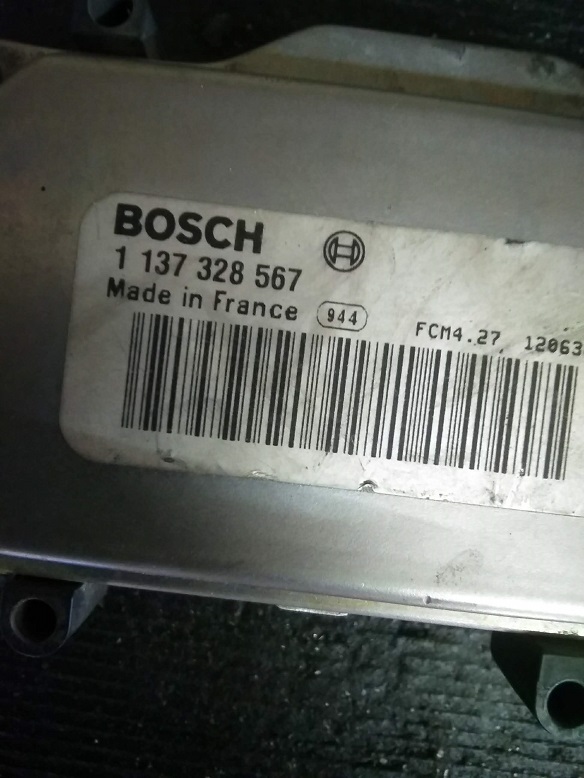 BOSCH
1 137 328 567
Made in France 944
FCM4.27 12063